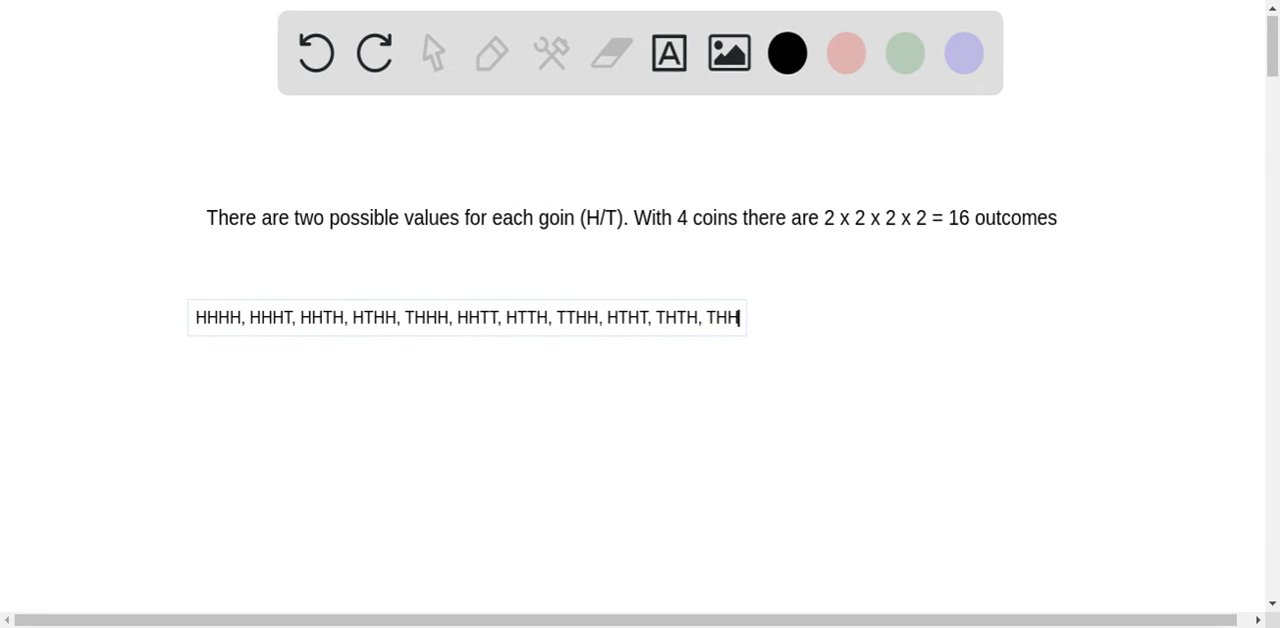 A
There are two possible values for each goin (H/T). With 4 coins there are 2 x 2 x 2 x 2 = 16 outcomes
HHHH, HHHT, HHTH, HTHH, THHH, HHTT, HTTH, TTHH, HTHT, THTH, THH